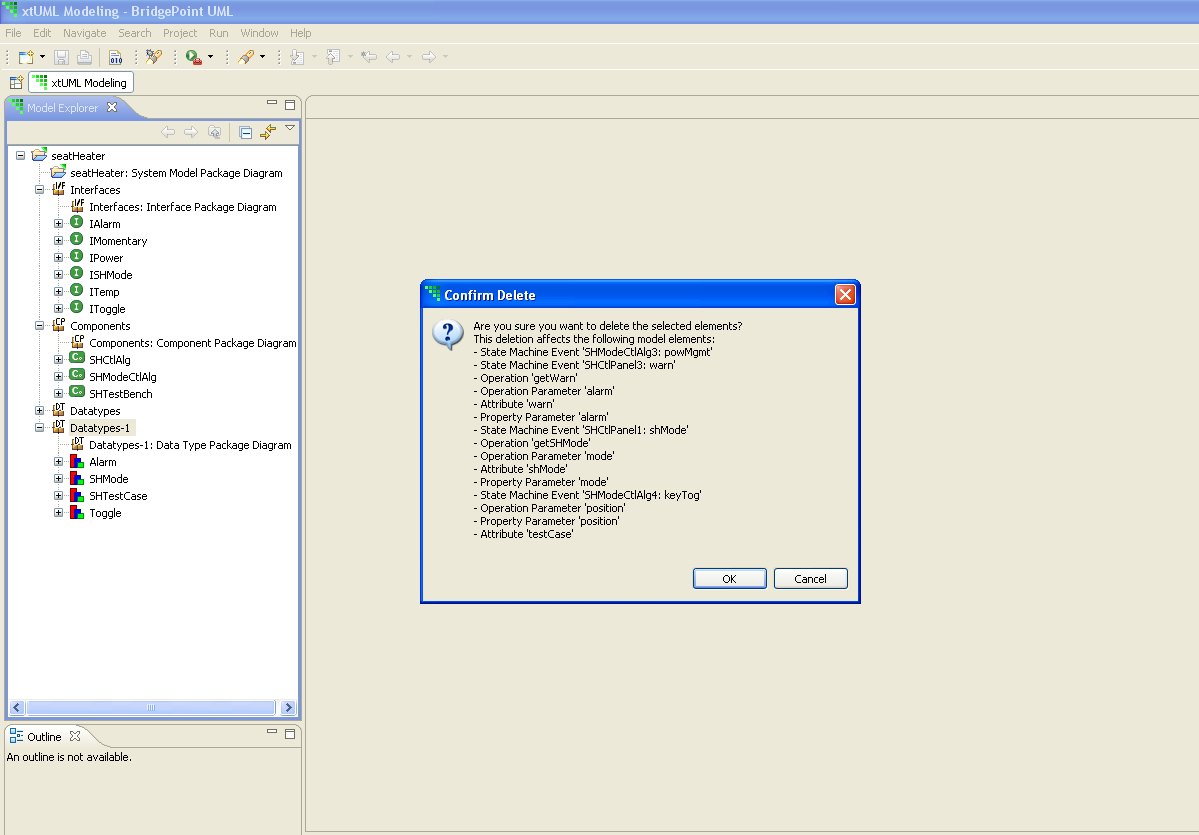 xtUML Modeling - BridgePoint UML
File Edit Navigate Search Project Run Window Help
010
xtUML Modeling
Model Explorer
seatHeater
seatHeater: System Model Package Diagram
Interfaces
Interfaces: Interface Package Diagram
IAlarm
IMomentary
IPower
ISHMode
ITemp
IToggle
Components
Components: Component Package Diagram
SHCtlAlg
SHModeCtlAlg
SHTestBench
Datatypes
Datatypes-1
Datatypes-1: Data Type Package Diagram
Alarm
SHMode
SHTestCase
Toggle
Confirm Delete
Are you sure you want to delete the selected elements?
This deletion affects the following model elements:
- State Machine Event 'SHModeCtlAlg3: powMgmt'
- State Machine Event 'SHCtlPanel3: warn'
- Operation 'getWarn'
- Operation Parameter 'alarm'
- Attribute 'warn'
- Property Parameter 'alarm'
- State Machine Event 'SHCtlPanel1: shMode'
- Operation 'getSHMode'
- Operation Parameter 'mode'
- Attribute 'shMode'
- Property Parameter 'mode'
- State Machine Event 'SHModeCtlAlg4: keyTog'
- Operation Parameter 'position'
- Property Parameter 'position'
- Attribute 'testCase'
OK Cancel
Outline
An outline is not available.